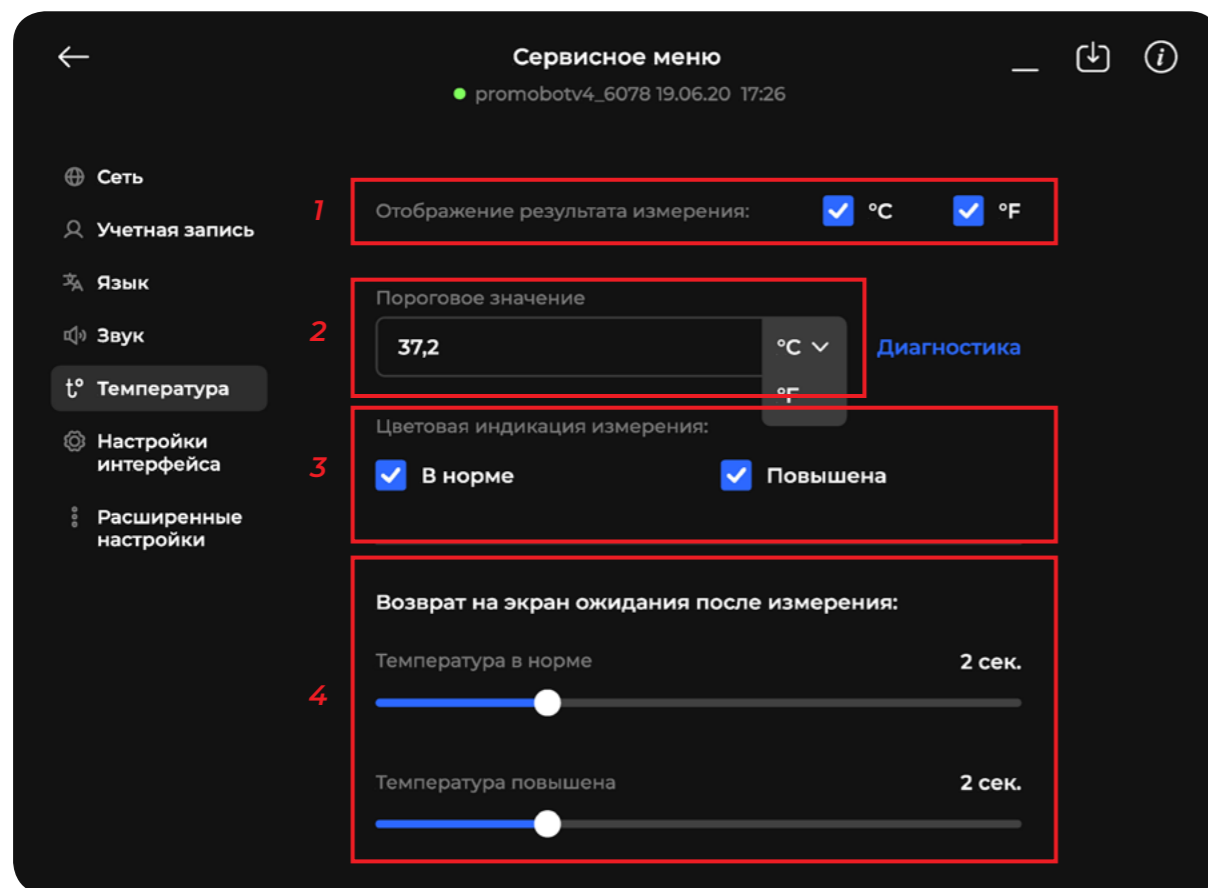 Сервисное меню
promobotv4_6078 19.06.20 17:26
Сеть
Учетная запись
Язык
Звук
t° Температура
Настройки
интерфейса
Расширенные
настройки
1
Отображение результата измерения: °C °F
2
Пороговое значение
37,2 °C
°F
Диагностика
3
Цветовая индикация измерения:
В норме Повышена
4
Возврат на экран ожидания после измерения:
Температура в норме 2 сек.
Температура повышена 2 сек.